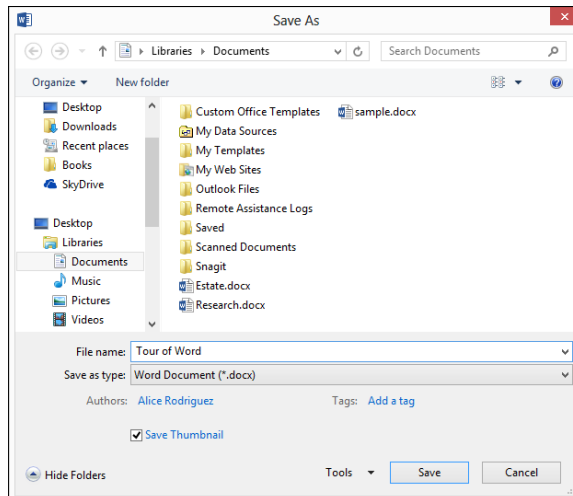 Save As
Libraries Documents Search Documents
Organize New folder
Desktop
Downloads
Recent places
Books
SkyDrive
Desktop
Libraries
Documents
Music
Pictures
Videos
Custom Office Templates
My Data Sources
My Templates
My Web Sites
Outlook Files
Remote Assistance Logs
Saved
Scanned Documents
Snagit
Estate.docx
Research.docx
sample.docx
File name: Tour of Word
Save as type: Word Document (*.docx)
Authors: Alice Rodriguez Tags: Add a tag
Save Thumbnail
Hide Folders Tools Save Cancel